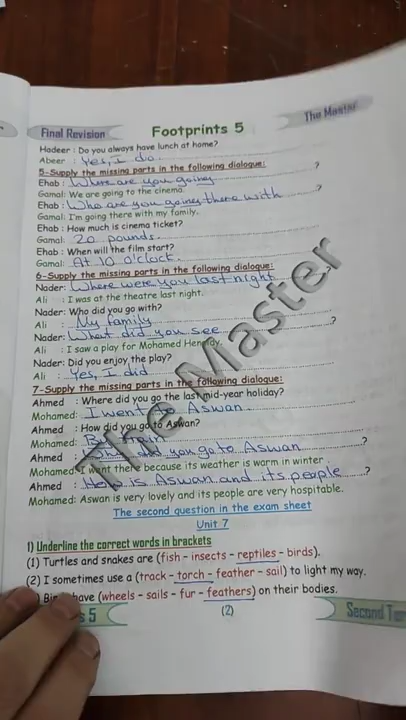 Final Revision Footprints 5 The Master
Hadeer : Do you always have lunch at home?
Abeer : Yes, I do.
5-Supply the missing parts in the following dialogue:
Ehab : Where are you going ?
Gamal: We are going to the cinema.
Ehab : Who are you going there with ?
Gamal: I'm going there with my family.
Ehab : How much is cinema ticket?
Gamal: 20 pounds.
Ehab : When will the film start?
Gamal: At 10 o'clock
6-Supply the missing parts in the following dialogue:
Nader: Where were you last night ?
Ali : I was at the theatre last night.
Nader: Who did you go with?
Ali : My family
Nader: What did you see ?
Ali : I saw a play for Mohamed Henedy.
Nader: Did you enjoy the play?
Ali : Yes, I did
7-Supply the missing parts in the following dialogue:
Ahmed : Where did you go the last mid-year holiday?
Mohamed: I went to Aswan
Ahmed : How did you go to Aswan?
Mohamed: By train
Ahmed : Why did you go to Aswan ?
Mohamed: I want there because its weather is warm in winter.
Ahmed : How is Aswan and its people ?
Mohamed: Aswan is very lovely and its people are very hospitable.
The second question in the exam sheet
Unit 7
1) Underline the correct words in brackets
(1) Turtles and snakes are (fish - insects - reptiles - birds).
(2) I sometimes use a (track - torch - feather - sail) to light my way.
have (wheels - sails - fur - feathers) on their bodies.
5 (2) Second
The Master